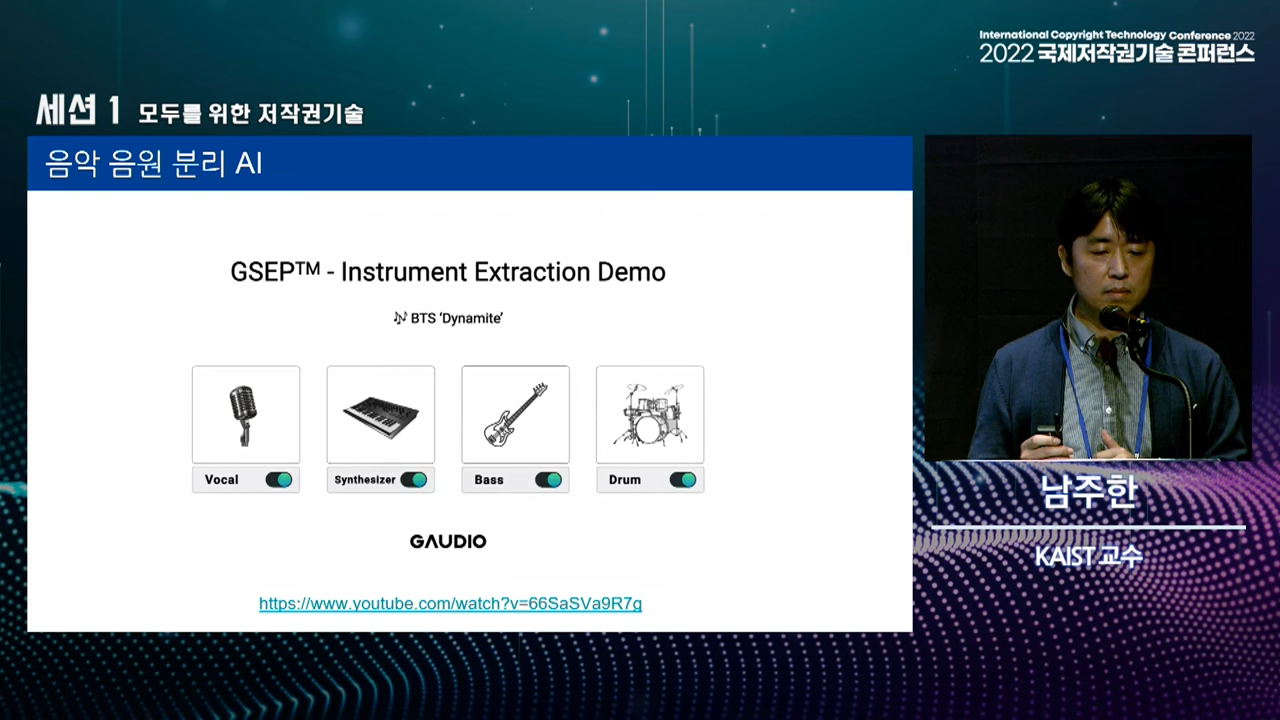 International Copyright Technology Conference 2022
2022 국제저작권기술 콘퍼런스
세션 1 모두를 위한 저작권기술
음악 음원 분리 AI
GSEP™ - Instrument Extraction Demo
🎶 BTS ‘Dynamite’
Vocal
Synthesizer
Bass
Drum
GAUDIO
https://www.youtube.com/watch?v=66SaSVa9R7g
남주한
KAIST 교수